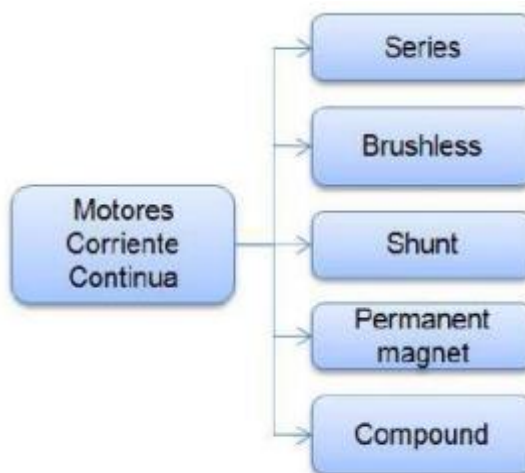 Series
Brushless
Motores
Corriente
Continua
Shunt
Permanent
magnet
Compound